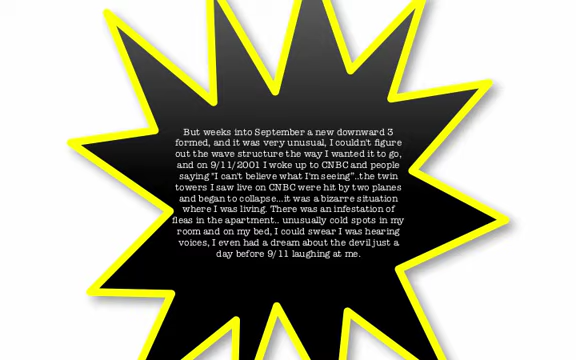 But weeks into September a new downward 3
formed, and it was very unusual, I couldn't figure
out the wave structure the way I wanted it to go,
and on 9/11/2001 I woke up to CNBC and people
saying "I can't believe what I'm seeing"..the twin
towers I saw live on CNBC were hit by two planes
and began to collapse...it was a bizarre situation
where I was living. There was an infestation of
fleas in the apartment.. unusually cold spots in my
room and on my bed, I could swear I was hearing
voices, I even had a dream about the devil just a
day before 9/11 laughing at me.